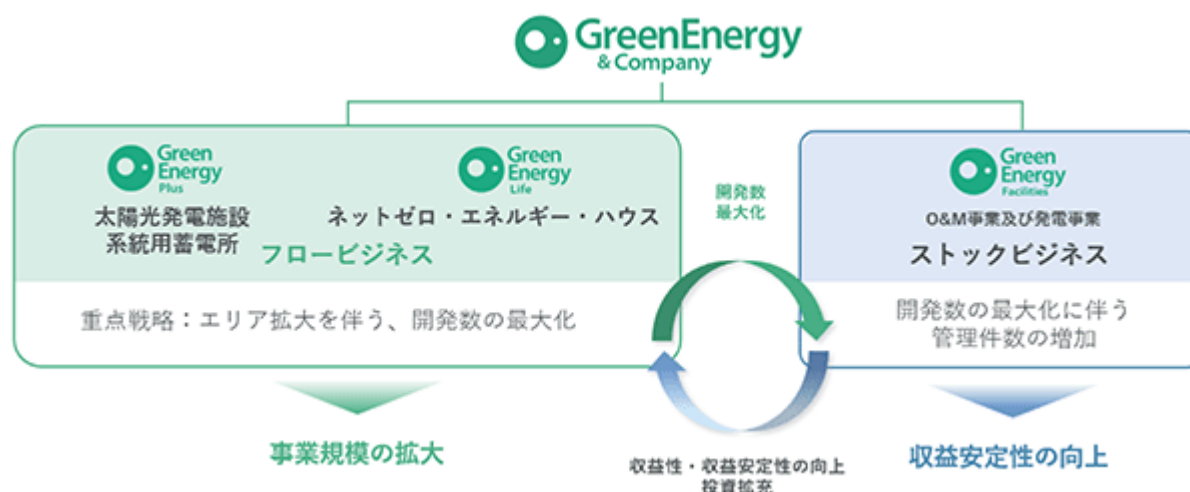 GreenEnergy
& Company
Green
Energy
Plus
太陽光発電施設
系統用蓄電所
Green
Energy
Life
ネットゼロ・エネルギー・ハウス
フロービジネス
重点戦略：エリア拡大を伴う、開発数の最大化
事業規模の拡大
開発数
最大化
収益性・収益安定性の向上
投資拡充
Green
Energy
Facilities
O&M事業及び発電事業
ストックビジネス
開発数の最大化に伴う
管理件数の増加
収益安定性の向上